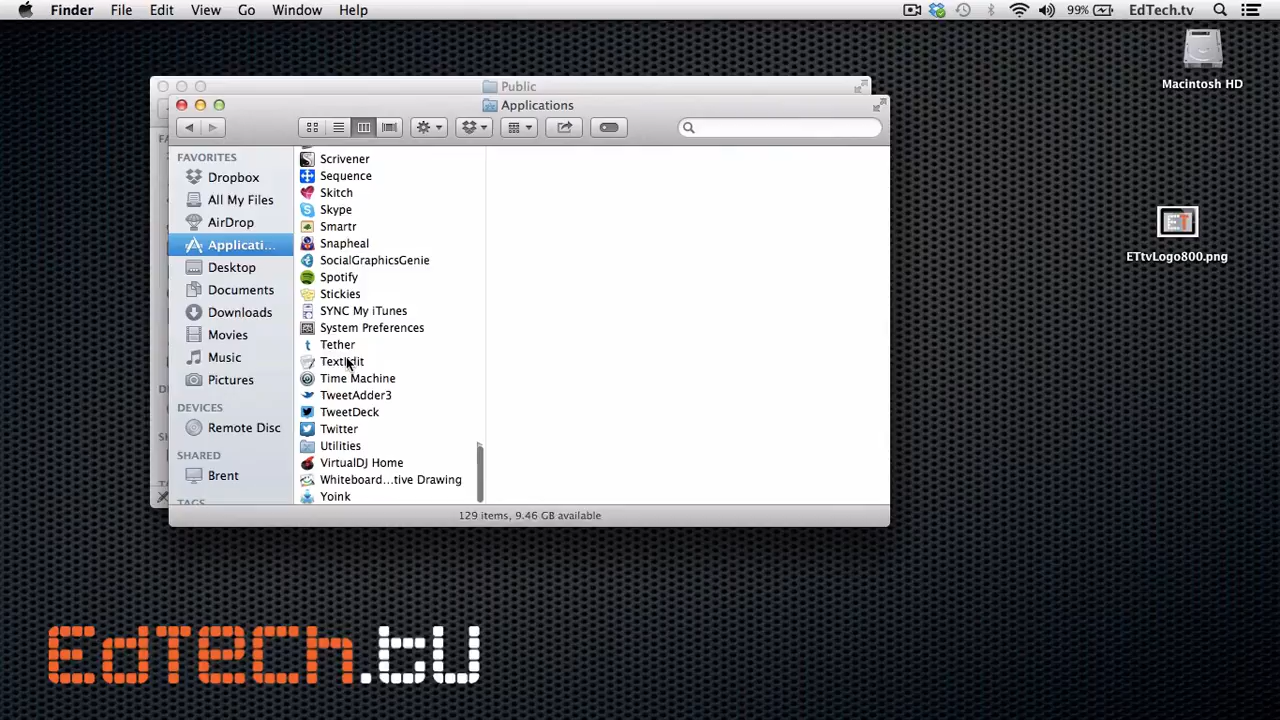 Finder File Edit View Go Window Help 99% EdTech.tv
Macintosh HD
Public
Applications
FAVORITES
Dropbox
All My Files
AirDrop
Applicati...
Desktop
Documents
Downloads
Movies
Music
Pictures
DEVICES
Remote Disc
SHARED
Brent
TAGS
Scrivener
Sequence
Skitch
Skype
Smartr
Snapheal
SocialGraphicsGenie
Spotify
Stickies
SYNC My iTunes
System Preferences
Tether
TextEdit
Time Machine
TweetAdder3
TweetDeck
Twitter
Utilities
VirtualDJ Home
Whiteboard...tive Drawing
Yoink
129 items, 9.46 GB available
ET
ETtvLogo800.png
EdTech.tv